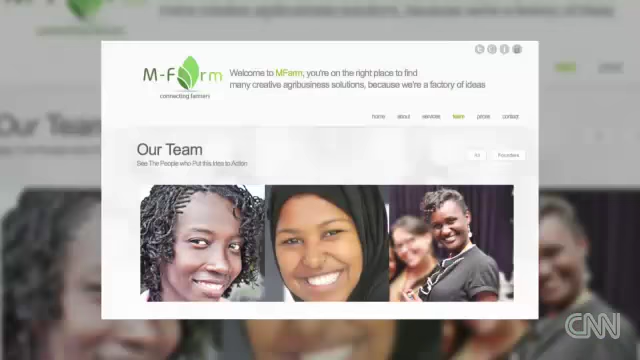 M-Farm
connecting farmers
Welcome to MFarm, you're on the right place to find
many creative agribusiness solutions, because we're a factory of ideas
home about services team prices contact
Our Team
See The People who Put this Idea to Action
All Founders
CNN